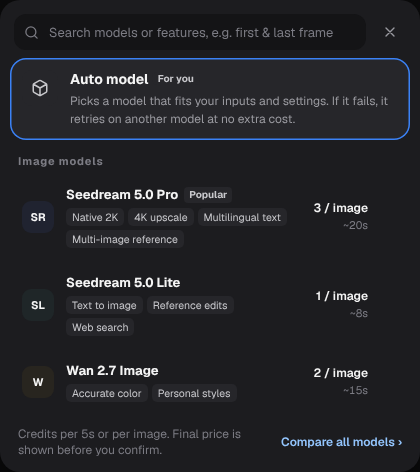 Search models or features, e.g. first & last frame
Auto model For you
Picks a model that fits your inputs and settings. If it fails, it
retries on another model at no extra cost.
Image models
SR
Seedream 5.0 Pro Popular
Native 2K 4K upscale Multilingual text
Multi-image reference
3 / image
~20s
SL
Seedream 5.0 Lite
Text to image Reference edits
Web search
1 / image
~8s
W
Wan 2.7 Image
Accurate color Personal styles
2 / image
~15s
Credits per 5s or per image. Final price is
shown before you confirm.
Compare all models ›